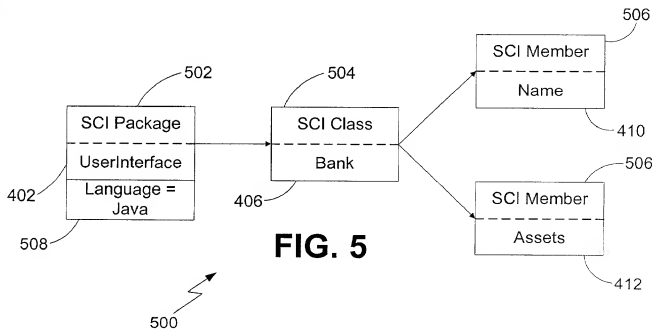 506
SCI Member
Name
410
502
SCI Package
UserInterface
402
Language =
Java
508
504
SCI Class
Bank
406
506
SCI Member
Assets
412
FIG. 5
500